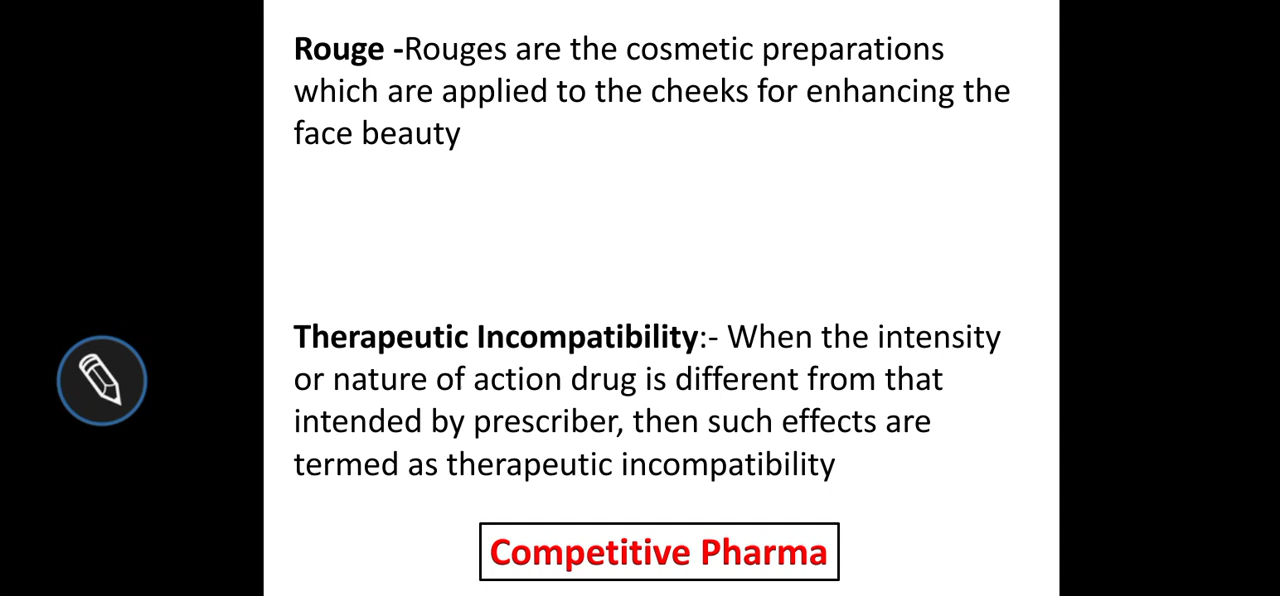 Rouge -Rouges are the cosmetic preparations
which are applied to the cheeks for enhancing the
face beauty
Therapeutic Incompatibility:- When the intensity
or nature of action drug is different from that
intended by prescriber, then such effects are
termed as therapeutic incompatibility
Competitive Pharma